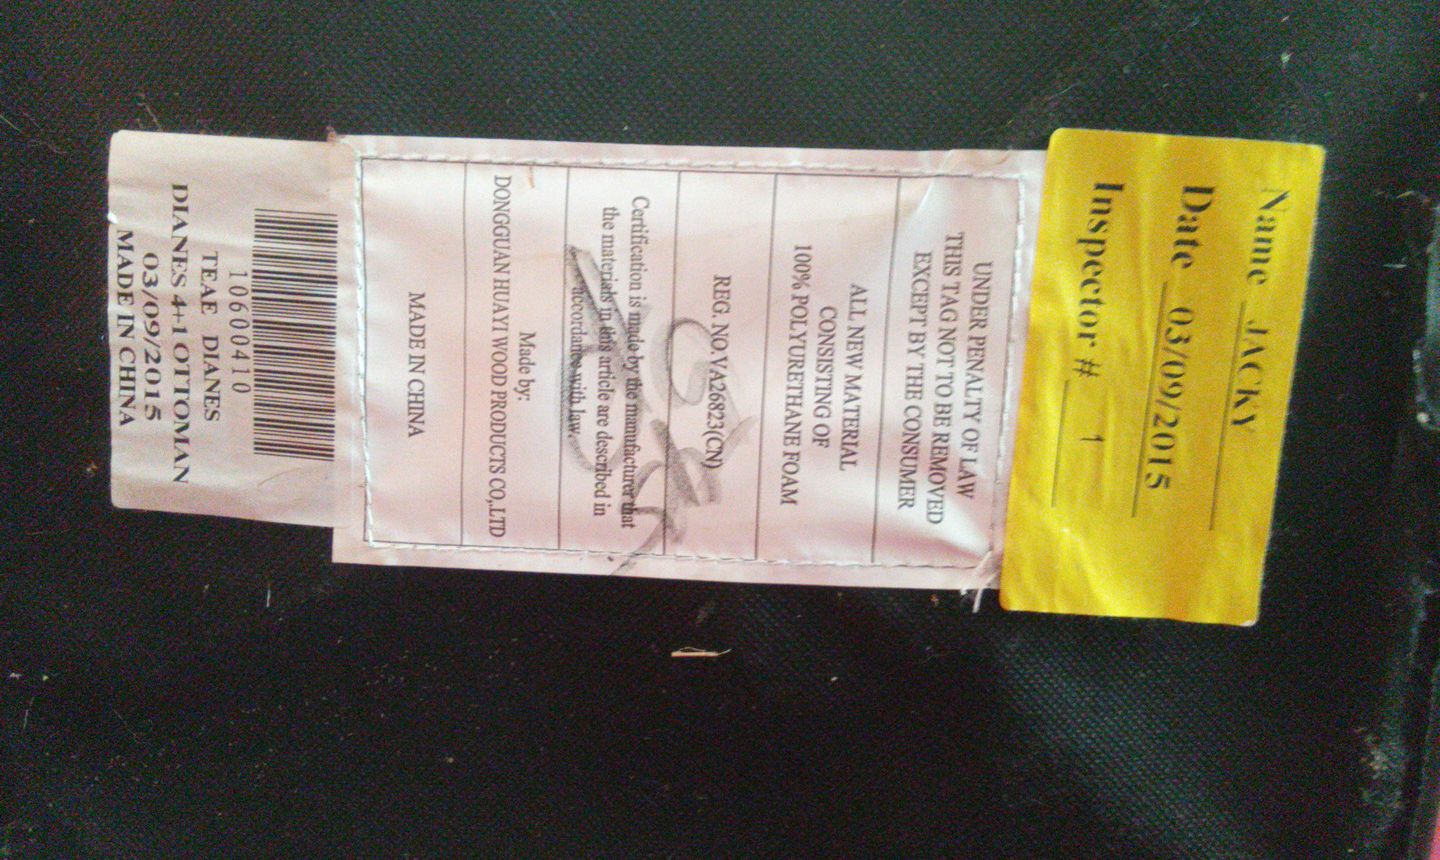 Name JACKY
Date 03/09/2015
Inspector # 1
UNDER PENALTY OF LAW
THIS TAG NOT TO BE REMOVED
EXCEPT BY THE CONSUMER
ALL NEW MATERIAL
CONSISTING OF
100% POLYURETHANE FOAM
REG. NO.VA26823(CN)
Certification is made by the manufacturer that
the materials in this article are described in
accordance with law.
Made by:
DONGGUAN HUAYI WOOD PRODUCTS CO,.LTD
MADE IN CHINA
10600410
TEAE DIANES
DIANES 4+1 OTTOMAN
03/09/2015
MADE IN CHINA